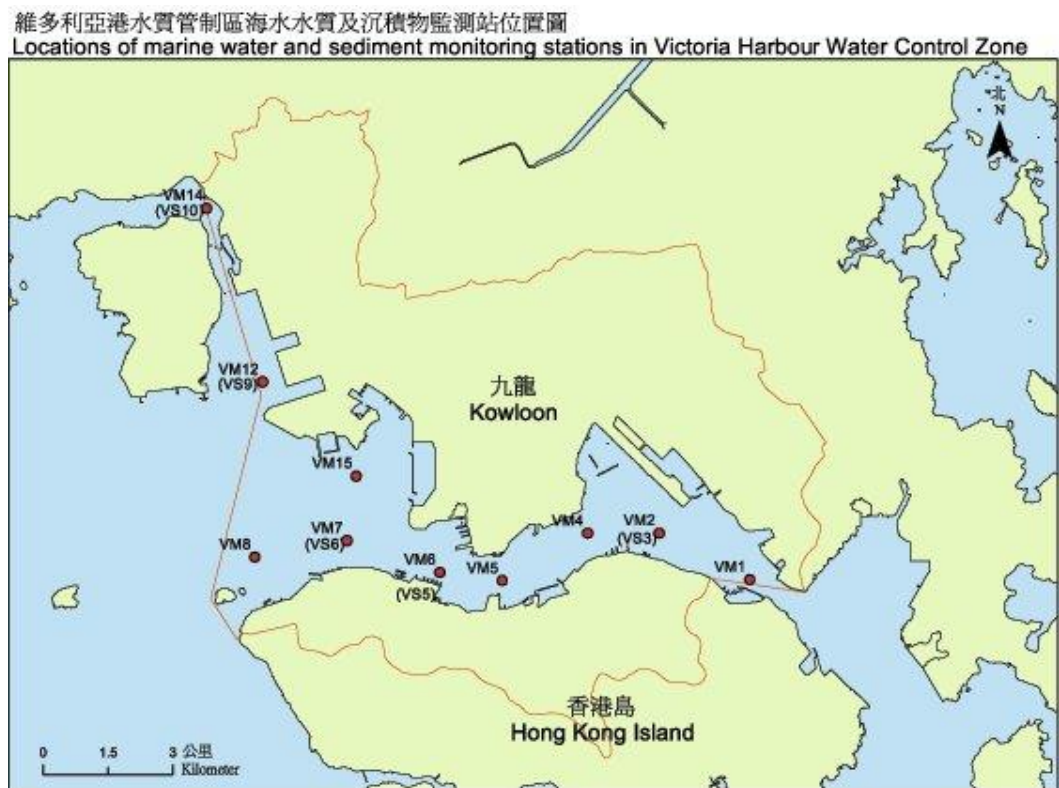 維多利亞港水質管制區海水水質及沉積物監測站位置圖
Locations of marine water and sediment monitoring stations in Victoria Harbour Water Control Zone
北
N
VM14
(VS10)
VM12
(VS9)
九龍
Kowloon
VM15
VM7
(VS6)
VM4
VM2
(VS3)
VM8
VM6
(VS5)
VM5
VM1
香港島
Hong Kong Island
0 1.5 3 公里
Kilometer